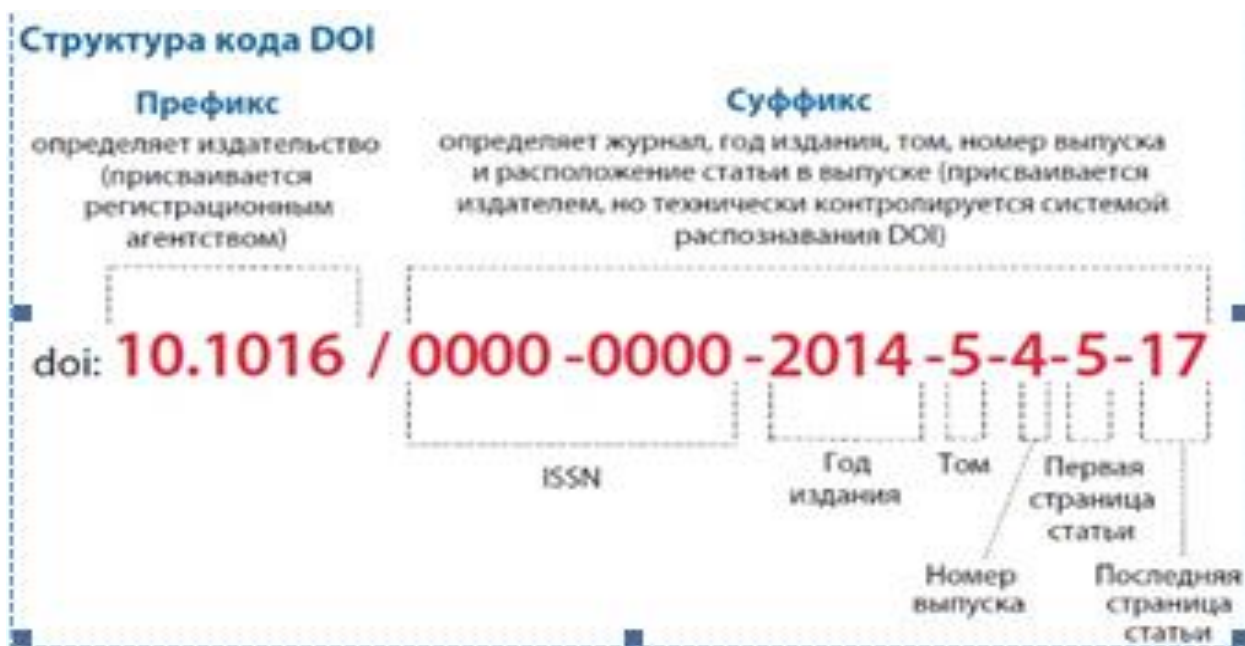 Структура кода DOI
Префикс
определяет издательство
(присваивается
регистрационным
агентством)
Суффикс
определяет журнал, год издания, том, номер выпуска
и расположение статьи в выпуске (присваивается
издателем, но технически контролируется системой
распознавания DOI)
doi: 10.1016 / 0000 -0000 -2014 -5-4-5-17
ISSN
Год
издания
Том
Первая
страница
статьи
Номер
выпуска
Последняя
страница
статьи